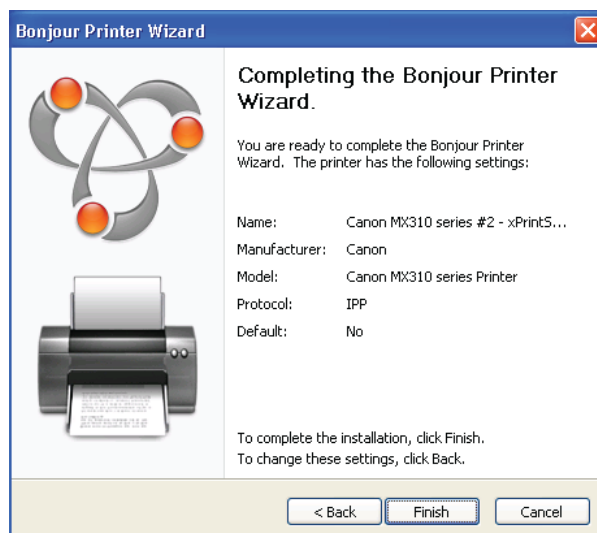 Bonjour Printer Wizard
Completing the Bonjour Printer
Wizard.
You are ready to complete the Bonjour Printer
Wizard. The printer has the following settings:
Name: Canon MX310 series #2 - xPrintS...
Manufacturer: Canon
Model: Canon MX310 series Printer
Protocol: IPP
Default: No
To complete the installation, click Finish.
To change these settings, click Back.
< Back Finish Cancel